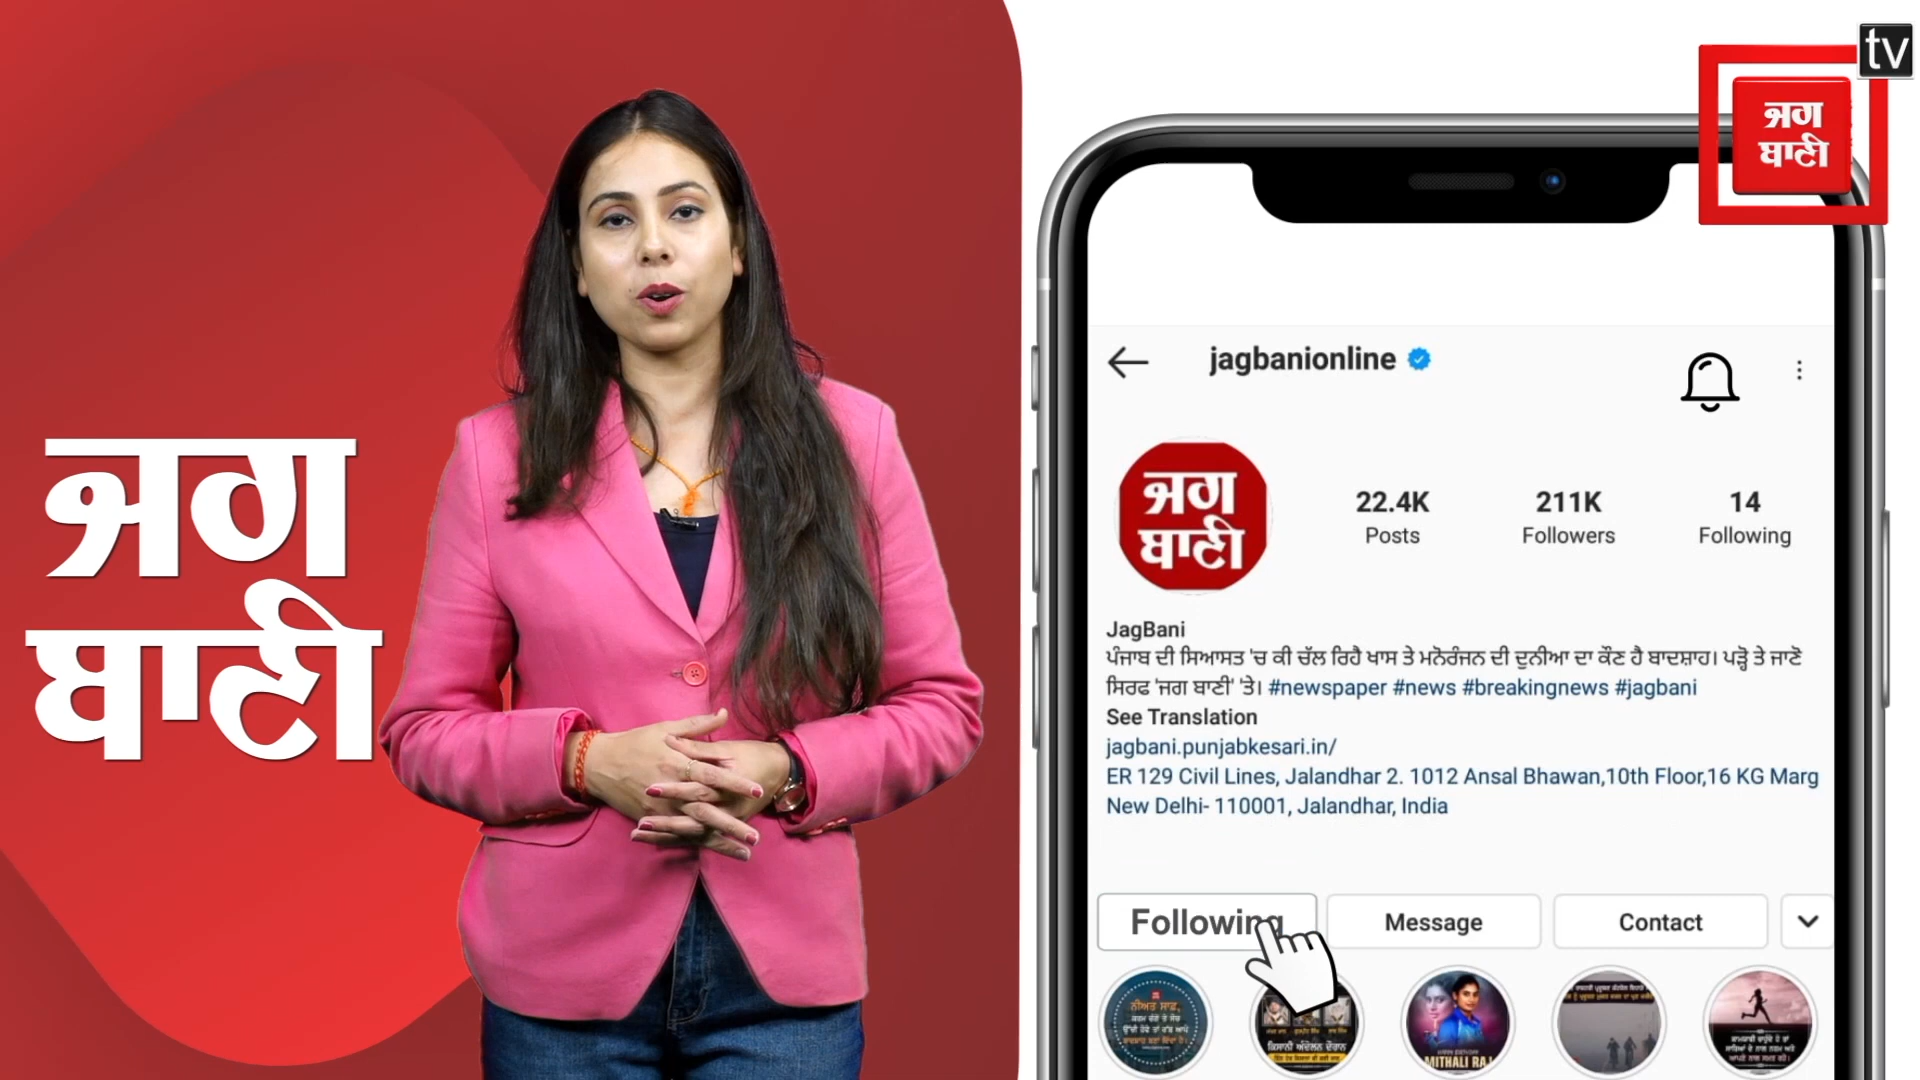 ਜਗ
ਬਾਣੀ
tv
ਜਗ
ਬਾਣੀ
jagbanionline
ਜਗ
ਬਾਣੀ
22.4K
Posts
211K
Followers
14
Following
JagBani
ਪੰਜਾਬ ਦੀ ਸਿਆਸਤ 'ਚ ਕੀ ਚੱਲ ਰਿਹੈ ਖਾਸ ਤੇ ਮਨੋਰੰਜਨ ਦੀ ਦੁਨੀਆ ਦਾ ਕੌਣ ਹੈ ਬਾਦਸ਼ਾਹ। ਪੜ੍ਹੋ ਤੇ ਜਾਣੋ
ਸਿਰਫ 'ਜਗ ਬਾਣੀ' 'ਤੇ। #newspaper #news #breakingnews #jagbani
See Translation
jagbani.punjabkesari.in/
ER 129 Civil Lines, Jalandhar 2. 1012 Ansal Bhawan,10th Floor,16 KG Marg
New Delhi- 110001, Jalandhar, India
Following
Message
Contact
ਨੀਅਤ ਸਾਫ਼,
ਕਿਸਾਨੀ ਅੰਦੋਲਨ ਦੌਰਾਨ
MITHALI RAJ